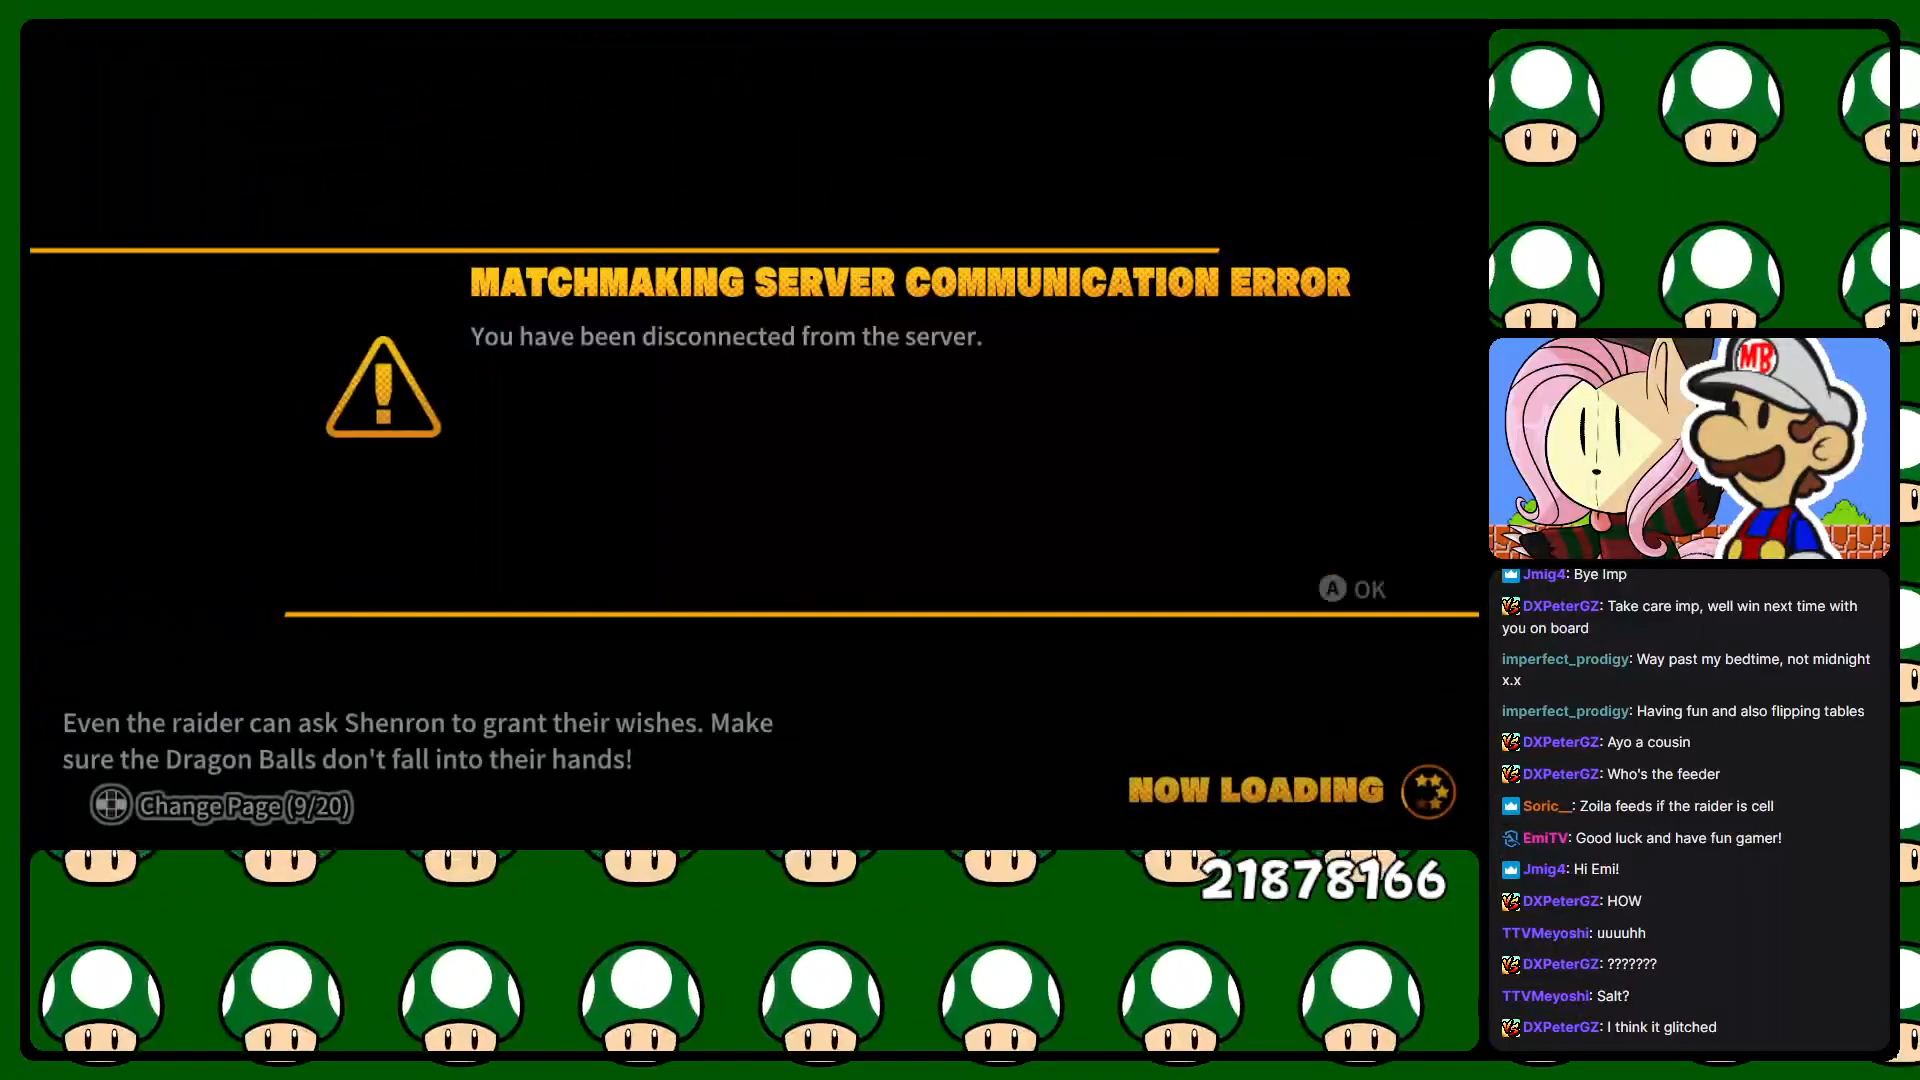 MATCHMAKING SERVER COMMUNICATION ERROR
You have been disconnected from the server.
A OK
Even the raider can ask Shenron to grant their wishes. Make
sure the Dragon Balls don't fall into their hands!
Change Page (9/20)
NOW LOADING
21878166
MB
Jmig4: Bye Imp
DXPeterGZ: Take care imp, well win next time with
you on board
imperfect_prodigy: Way past my bedtime, not midnight
x.x
imperfect_prodigy: Having fun and also flipping tables
DXPeterGZ: Ayo a cousin
DXPeterGZ: Who's the feeder
Soric__: Zoila feeds if the raider is cell
EmiTV: Good luck and have fun gamer!
Jmig4: Hi Emi!
DXPeterGZ: HOW
TTVMeyoshi: uuuuhh
DXPeterGZ: ???????
TTVMeyoshi: Salt?
DXPeterGZ: I think it glitched